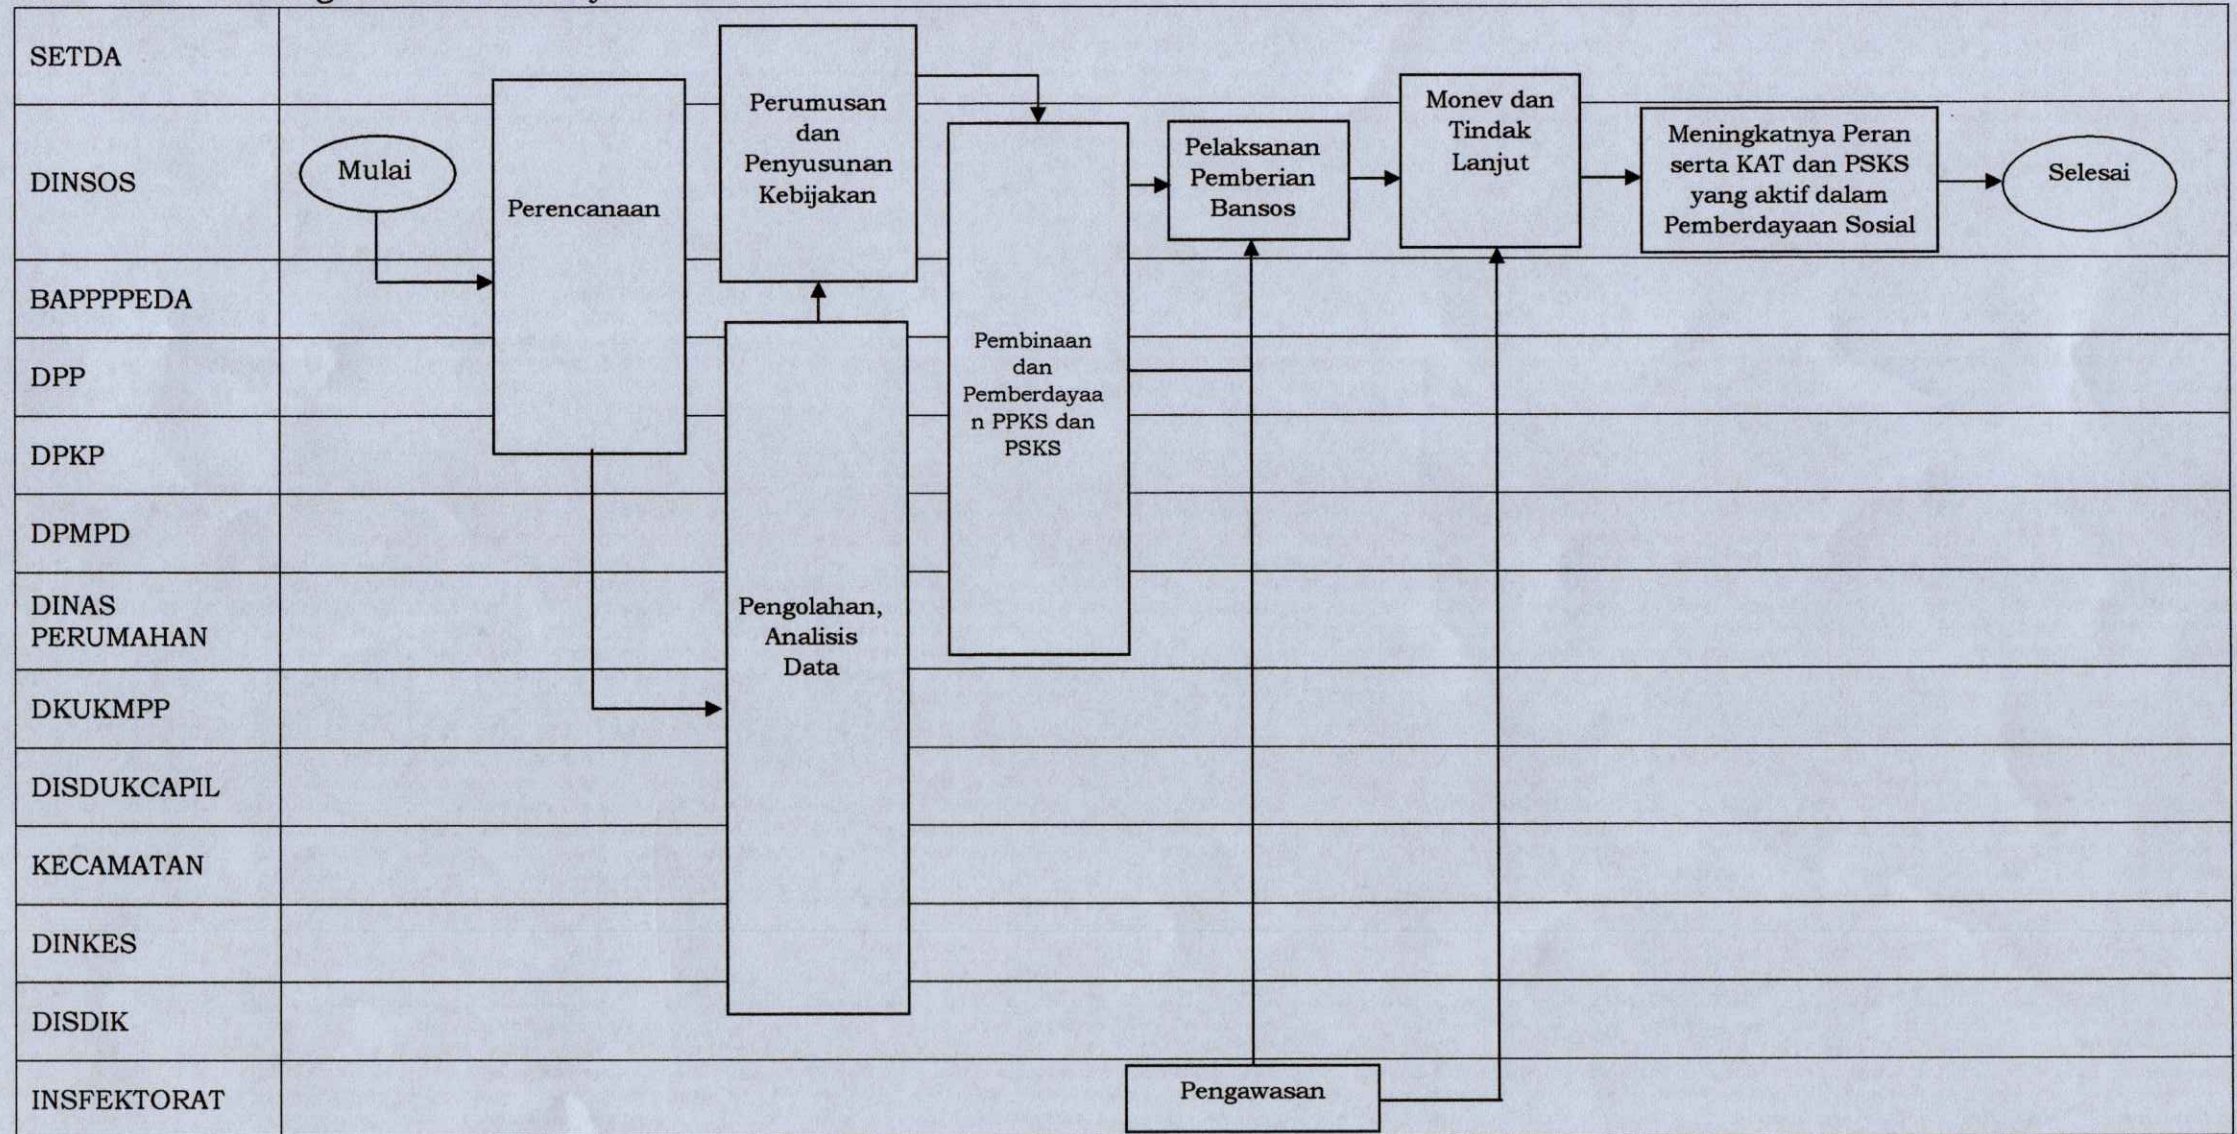 SETDA
DINSOS
BAPPPPEDA
DPP
DPKP
DPMPD
DINAS
PERUMAHAN
DKUKMPP
DISDUKCAPIL
KECAMATAN
DINKES
DISDIK
INSFEKTORAT
Mulai
Perencanaan
Perumusan
dan
Penyusunan
Kebijakan
Pengolahan,
Analisis
Data
Pembinaan
dan
Pemberdayaa
n PPKS dan
PSKS
Pelaksanan
Pemberian
Bansos
Monev dan
Tindak
Lanjut
Meningkatnya Peran
serta KAT dan PSKS
yang aktif dalam
Pemberdayaan Sosial
Selesai
Pengawasan